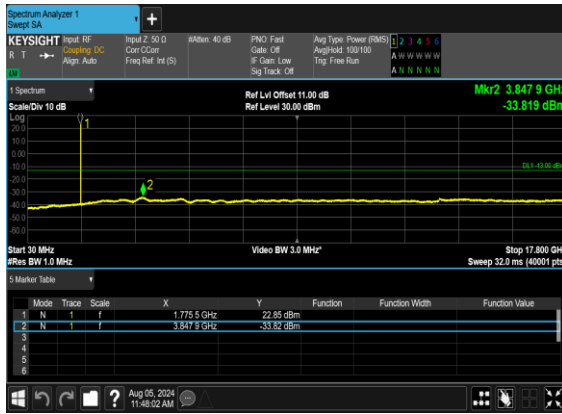 Spectrum Analyzer 1
Swept SA
+
KEYSIGHT Input: RF Input Z: 50 Ω #Atten: 40 dB PNO: Fast Avg Type: Power (RMS) 1 2 3 4 5 6
R T Coupling: DC Corr CCorr Gate: Off Avg|Hold: 100/100 A W W W W W
Align: Auto Freq Ref: Int (S) IF Gain: Low Trig: Free Run
LXI Sig Track: Off A N N N N N
1 Spectrum Ref Lvl Offset 11.00 dB Mkr2 3.847 9 GHz
Scale/Div 10 dB Ref Level 30.00 dBm -33.819 dBm
Log
1
20.0
10.0
0.00
-10.0
DL1 -13.00 dBm
-20.0
2
-30.0
-40.0
-50.0
-60.0
Start 30 MHz Video BW 3.0 MHz* Stop 17.800 GHz
#Res BW 1.0 MHz Sweep 32.0 ms (40001 pts)
5 Marker Table
Mode Trace Scale X Y Function Function Width Function Value
1 N 1 f 1.775 5 GHz 22.85 dBm
2 N 1 f 3.847 9 GHz -33.82 dBm
3
4
5
6
? Aug 05, 2024
11:48:02 AM